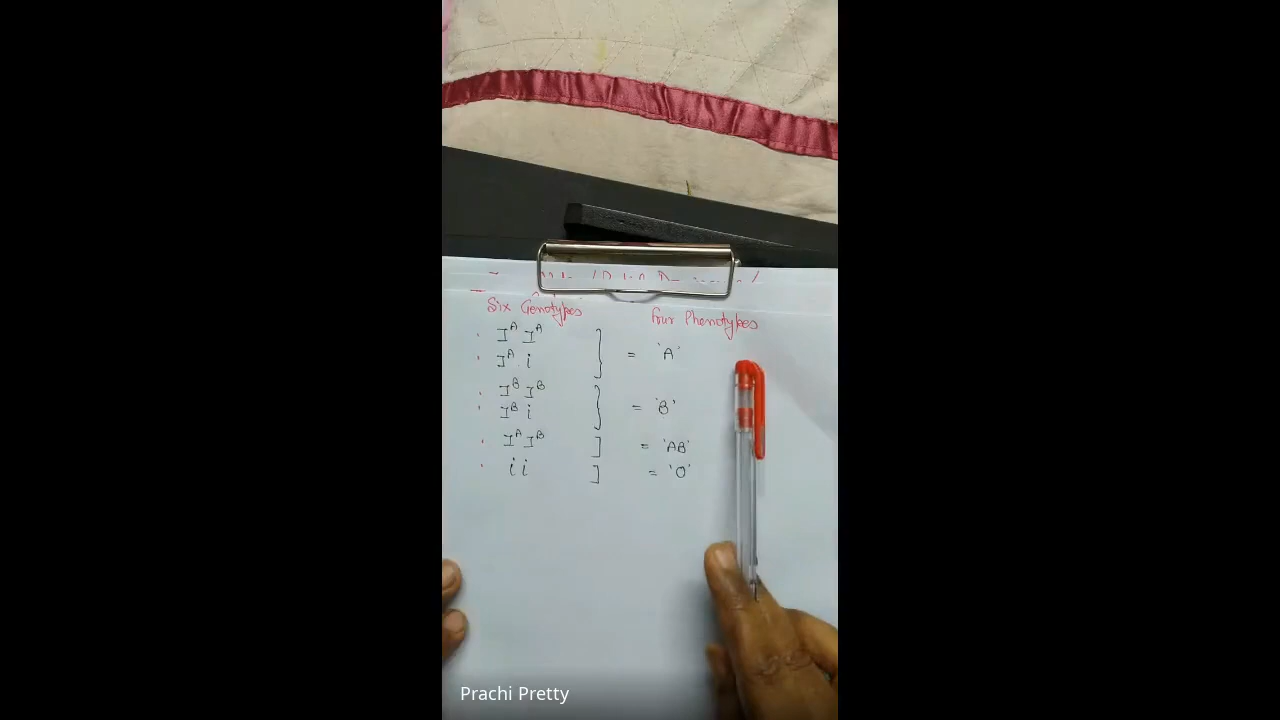 Six Genotypes Four Phenotypes
Iᴬ Iᴬ
Iᴬ i ] = 'A'
Iᴮ Iᴮ
Iᴮ i ] = 'B'
Iᴬ Iᴮ ] = 'AB'
i i ] = 'O'
Prachi Pretty